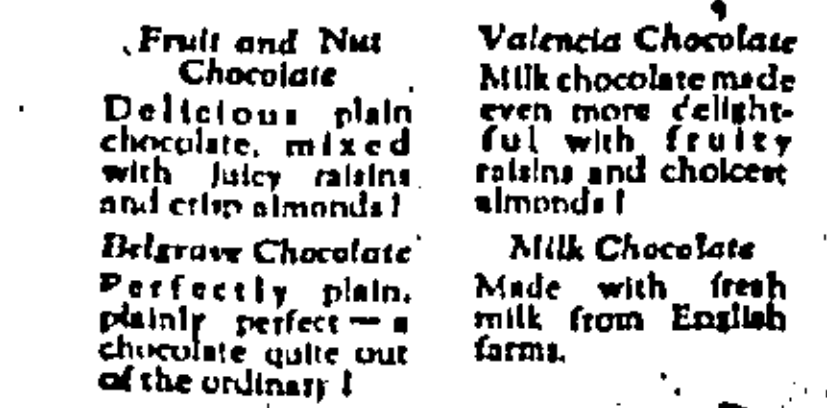 Fruit and Nut
Chocolate
Delicious plain
chocolate, mixed
with juicy raisins
and crisp almonds!
Belgrave Chocolate
Perfectly plain,
plainly perfect — a
chocolate quite out
of the ordinary!
Valencia Chocolate
Milk chocolate made
even more delight-
ful with fruity
raisins and choicest
almonds!
Milk Chocolate
Made with fresh
milk from English
farms.